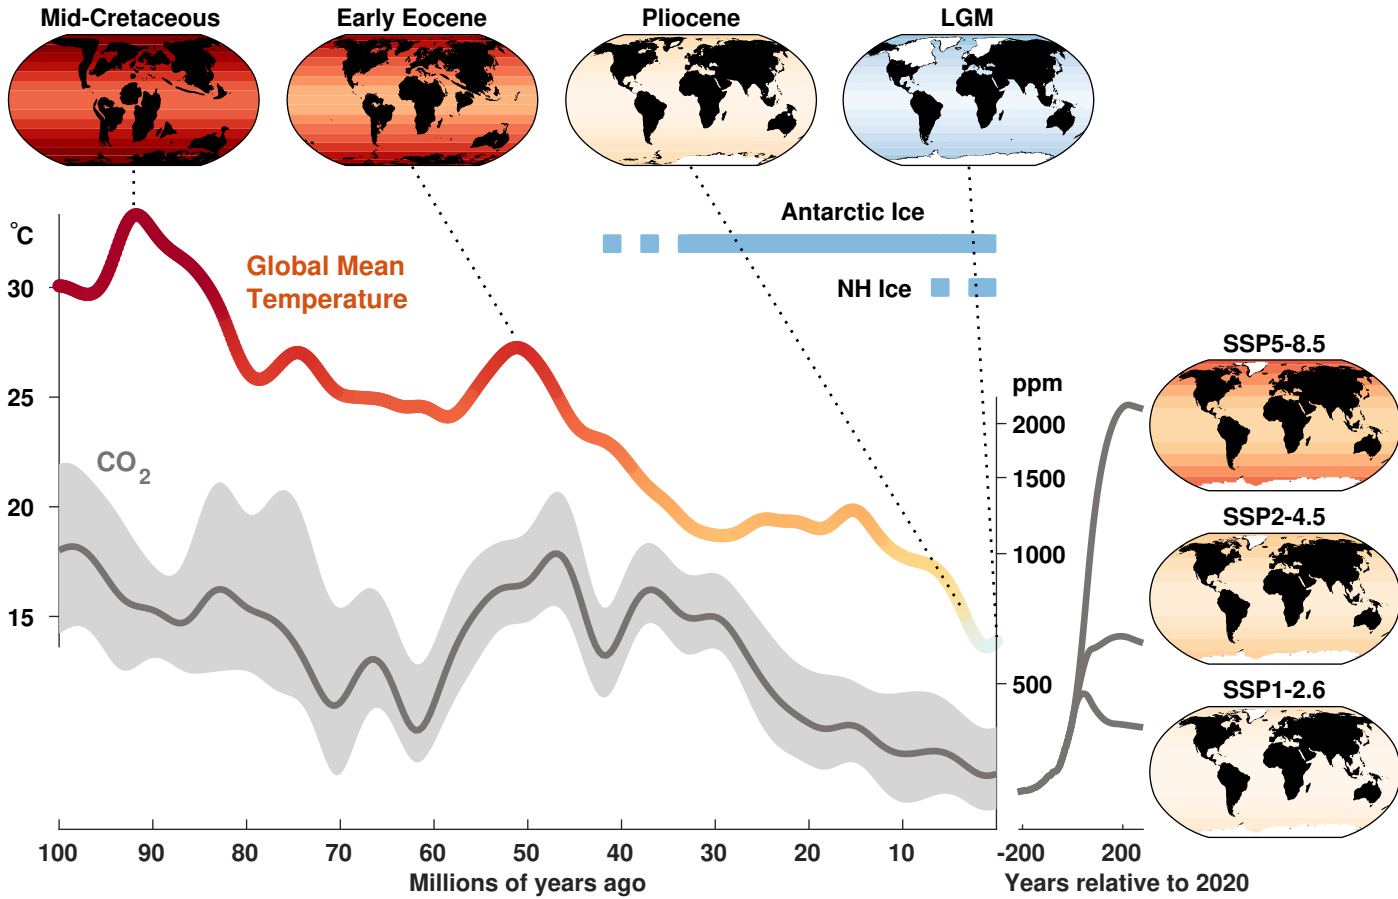 Mid-Cretaceous
Early Eocene
Pliocene
LGM
°C
30
25
20
15
Global Mean
Temperature
CO2
Antarctic Ice
NH Ice
ppm
2000
1500
1000
500
SSP5-8.5
SSP2-4.5
SSP1-2.6
100 90 80 70 60 50 40 30 20 10
Millions of years ago
-200 0 200
Years relative to 2020